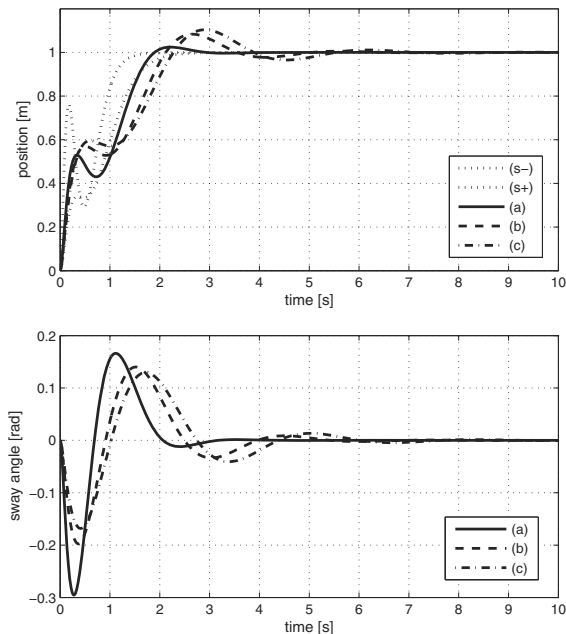 1
0.8
0.6
0.4
0.2
0
position [m]
(s−)
(s+)
(a)
(b)
(c)
0 1 2 3 4 5 6 7 8 9 10
time [s]
0.2
0.1
0
−0.1
−0.2
−0.3
sway angle [rad]
(a)
(b)
(c)
0 1 2 3 4 5 6 7 8 9 10
time [s]